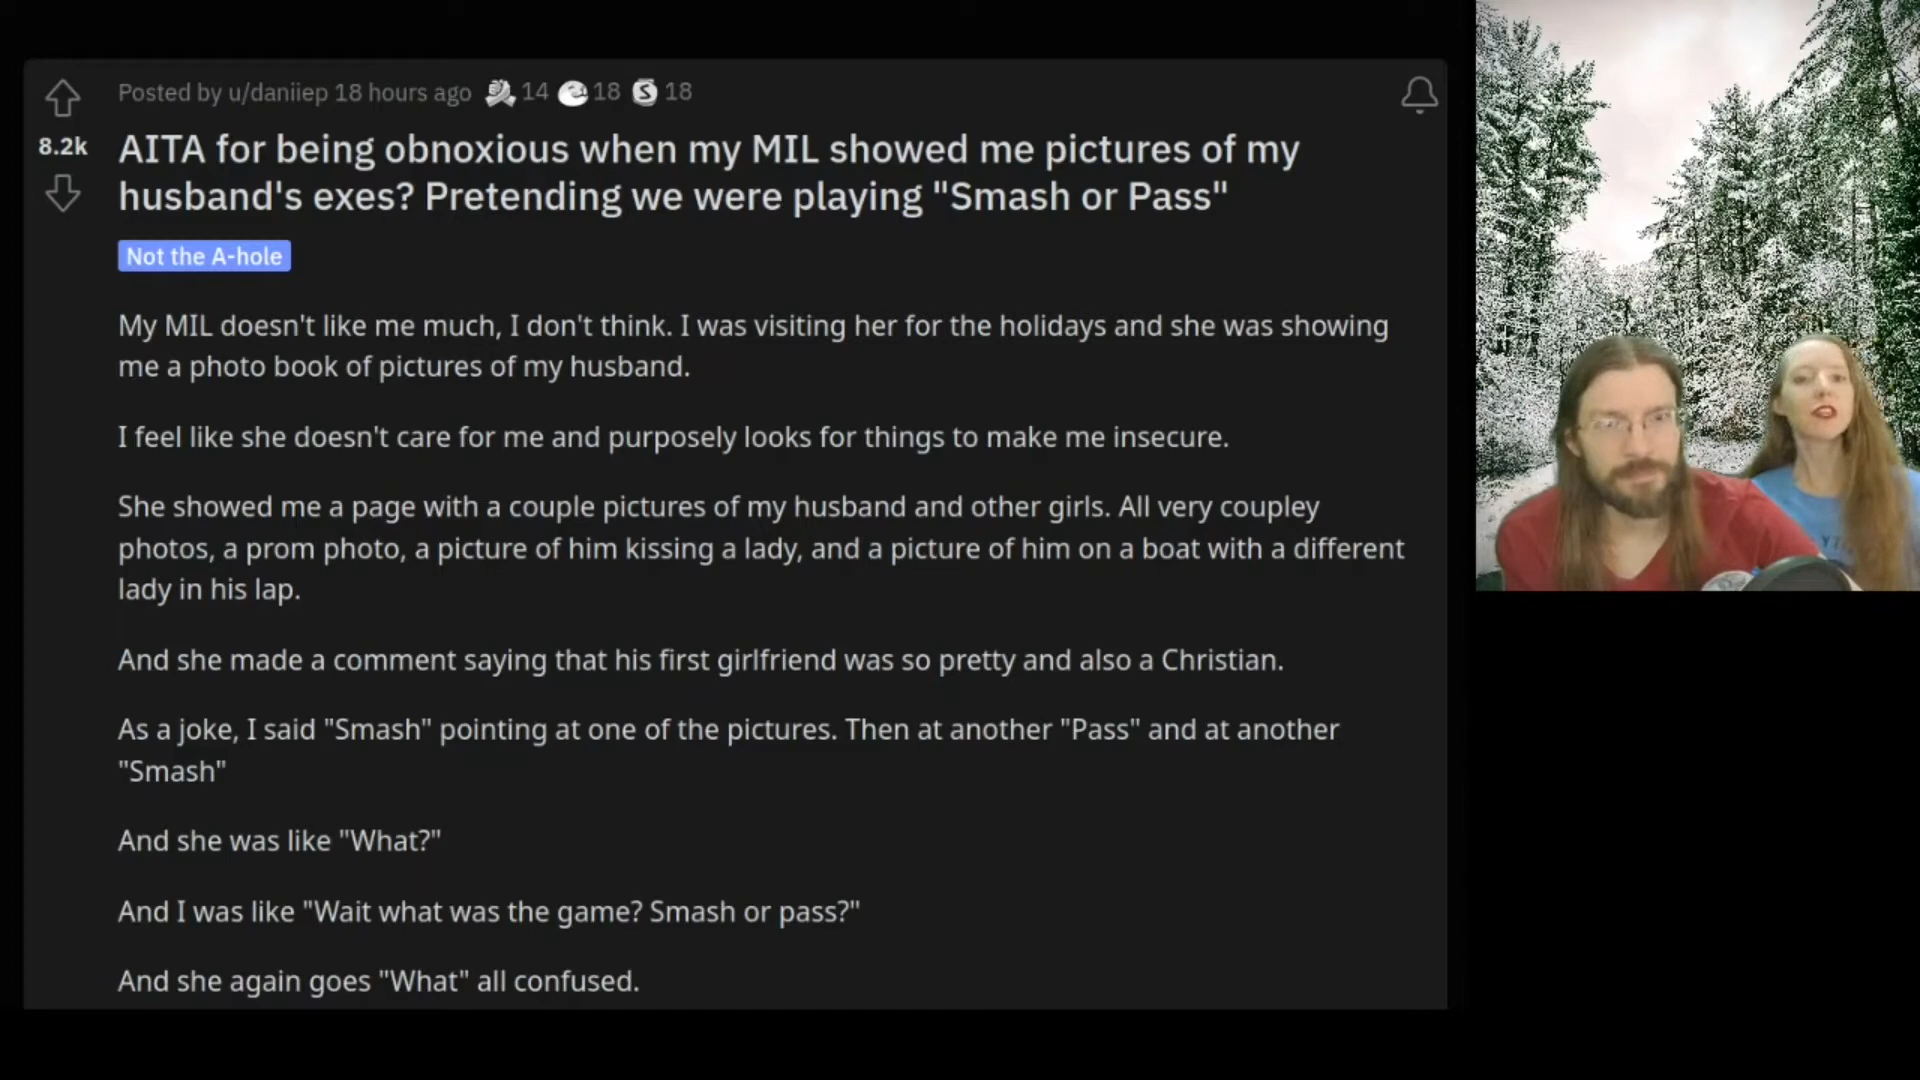 Posted by u/daniiep 18 hours ago 14 18 18
8.2k
AITA for being obnoxious when my MIL showed me pictures of my
husband's exes? Pretending we were playing "Smash or Pass"
Not the A-hole
My MIL doesn't like me much, I don't think. I was visiting her for the holidays and she was showing
me a photo book of pictures of my husband.
I feel like she doesn't care for me and purposely looks for things to make me insecure.
She showed me a page with a couple pictures of my husband and other girls. All very coupley
photos, a prom photo, a picture of him kissing a lady, and a picture of him on a boat with a different
lady in his lap.
And she made a comment saying that his first girlfriend was so pretty and also a Christian.
As a joke, I said "Smash" pointing at one of the pictures. Then at another "Pass" and at another
"Smash"
And she was like "What?"
And I was like "Wait what was the game? Smash or pass?"
And she again goes "What" all confused.